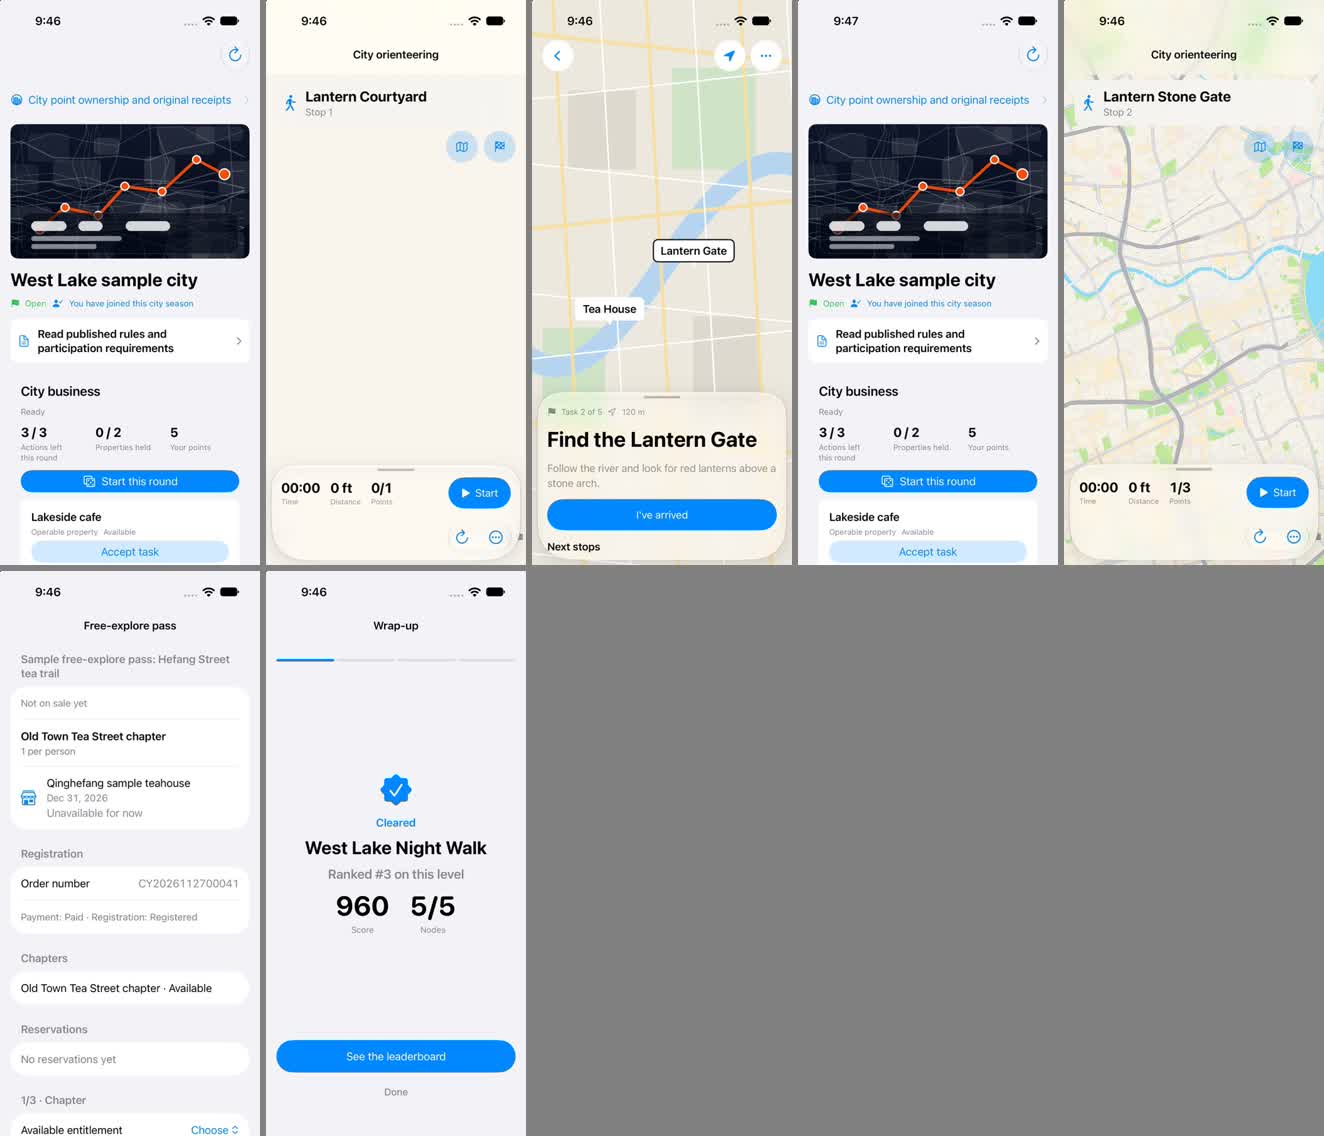 9:46
City point ownership and original receipts
West Lake sample city
Open
You have joined this city season
Read published rules and
participation requirements
City business
Ready
3 / 3
0 / 2
5
Actions left
this round
Properties held
Your points
Start this round
Lakeside cafe
Operable property Available
Accept task
9:46
City orienteering
Lantern Courtyard
Stop 1
00:00
0 ft
0/1
Time
Distance
Points
Start
9:46
Lantern Gate
Tea House
Task 2 of 5
120 m
Find the Lantern Gate
Follow the river and look for red lanterns above a
stone arch.
I've arrived
Next stops
9:47
City point ownership and original receipts
West Lake sample city
Open
You have joined this city season
Read published rules and
participation requirements
City business
Ready
3 / 3
0 / 2
5
Actions left
this round
Properties held
Your points
Start this round
Lakeside cafe
Operable property Available
Accept task
9:46
City orienteering
Lantern Stone Gate
Stop 2
00:00
0 ft
1/3
Time
Distance
Points
Start
9:46
Free-explore pass
Sample free-explore pass: Hefang Street
tea trail
Not on sale yet
Old Town Tea Street chapter
1 per person
Qinghefang sample teahouse
Dec 31, 2026
Unavailable for now
Registration
Order number
CY2026112700041
Payment: Paid · Registration: Registered
Chapters
Old Town Tea Street chapter · Available
Reservations
No reservations yet
1/3 · Chapter
Available entitlement
Choose
9:46
Wrap-up
Cleared
West Lake Night Walk
Ranked #3 on this level
960
5/5
Score
Nodes
See the leaderboard
Done